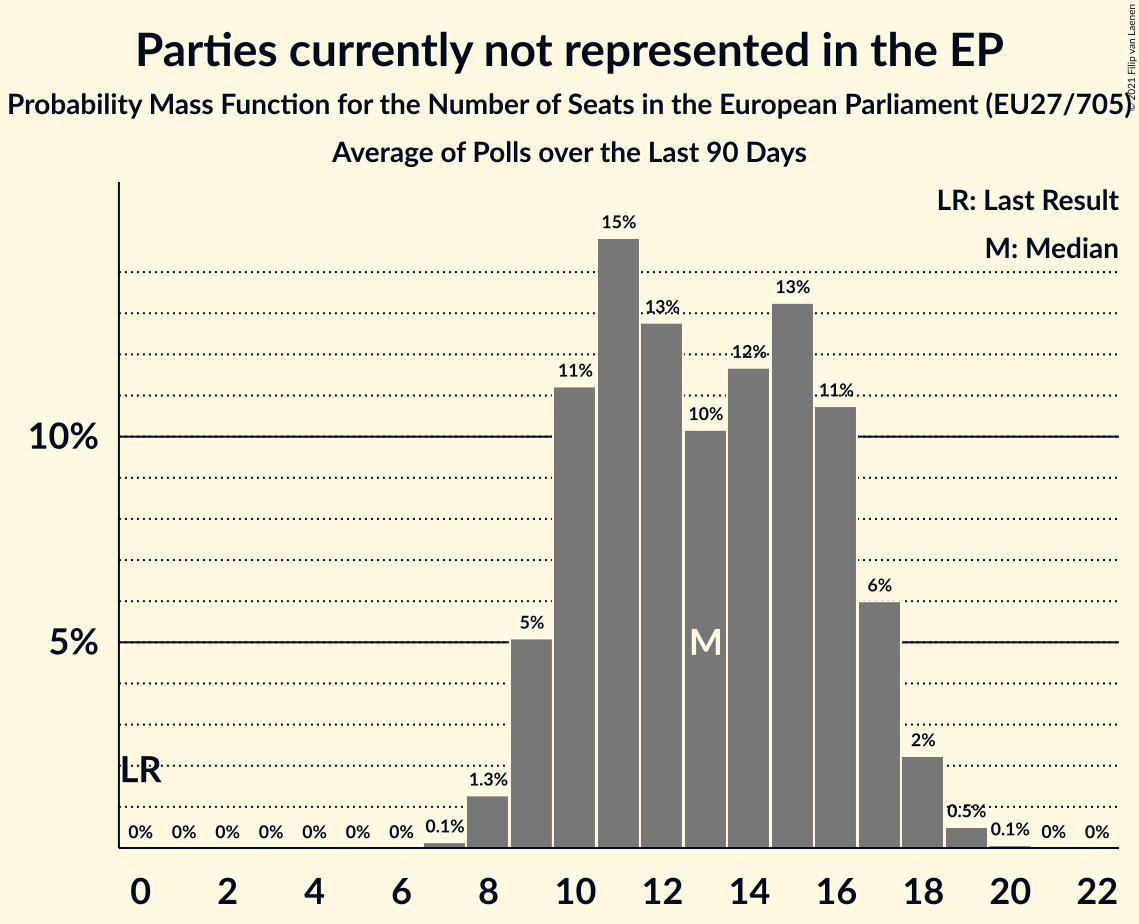 Parties currently not represented in the EP
Probability Mass Function for the Number of Seats in the European Parliament (EU27/705)
Average of Polls over the Last 90 Days
© 2021 Filip van Laenen
LR: Last Result
M: Median
15%
13%
13%
12%
11%
11%
10%
10%
6%
5%
5%
M
2%
LR
1.3%
0.5%
0% 0% 0% 0% 0% 0% 0% 0.1% 0.1% 0% 0%
0 2 4 6 8 10 12 14 16 18 20 22